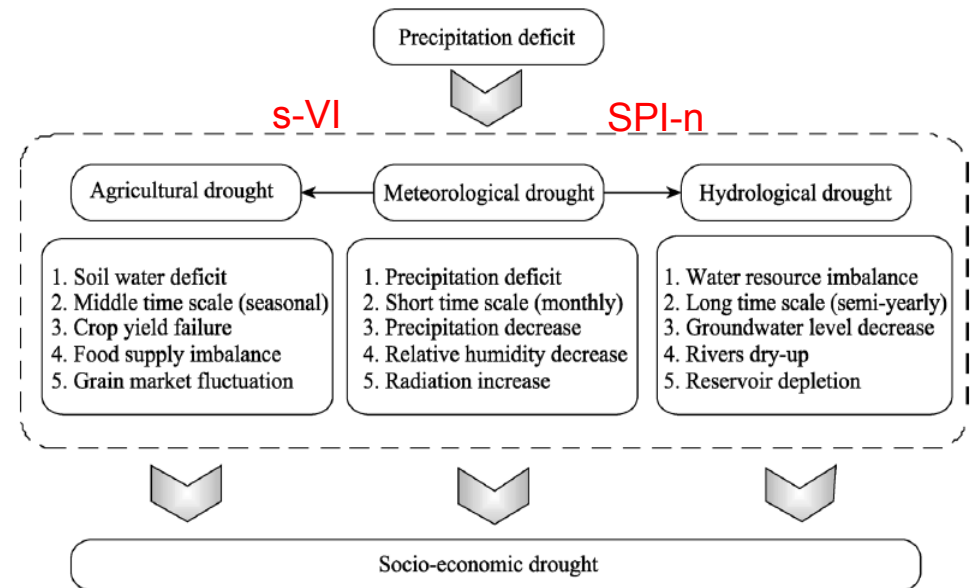 Precipitation deficit
s-VI
SPI-n
Agricultural drought
Meteorological drought
Hydrological drought
1. Soil water deficit
2. Middle time scale (seasonal)
3. Crop yield failure
4. Food supply imbalance
5. Grain market fluctuation
1. Precipitation deficit
2. Short time scale (monthly)
3. Precipitation decrease
4. Relative humidity decrease
5. Radiation increase
1. Water resource imbalance
2. Long time scale (semi-yearly)
3. Groundwater level decrease
4. Rivers dry-up
5. Reservoir depletion
Socio-economic drought